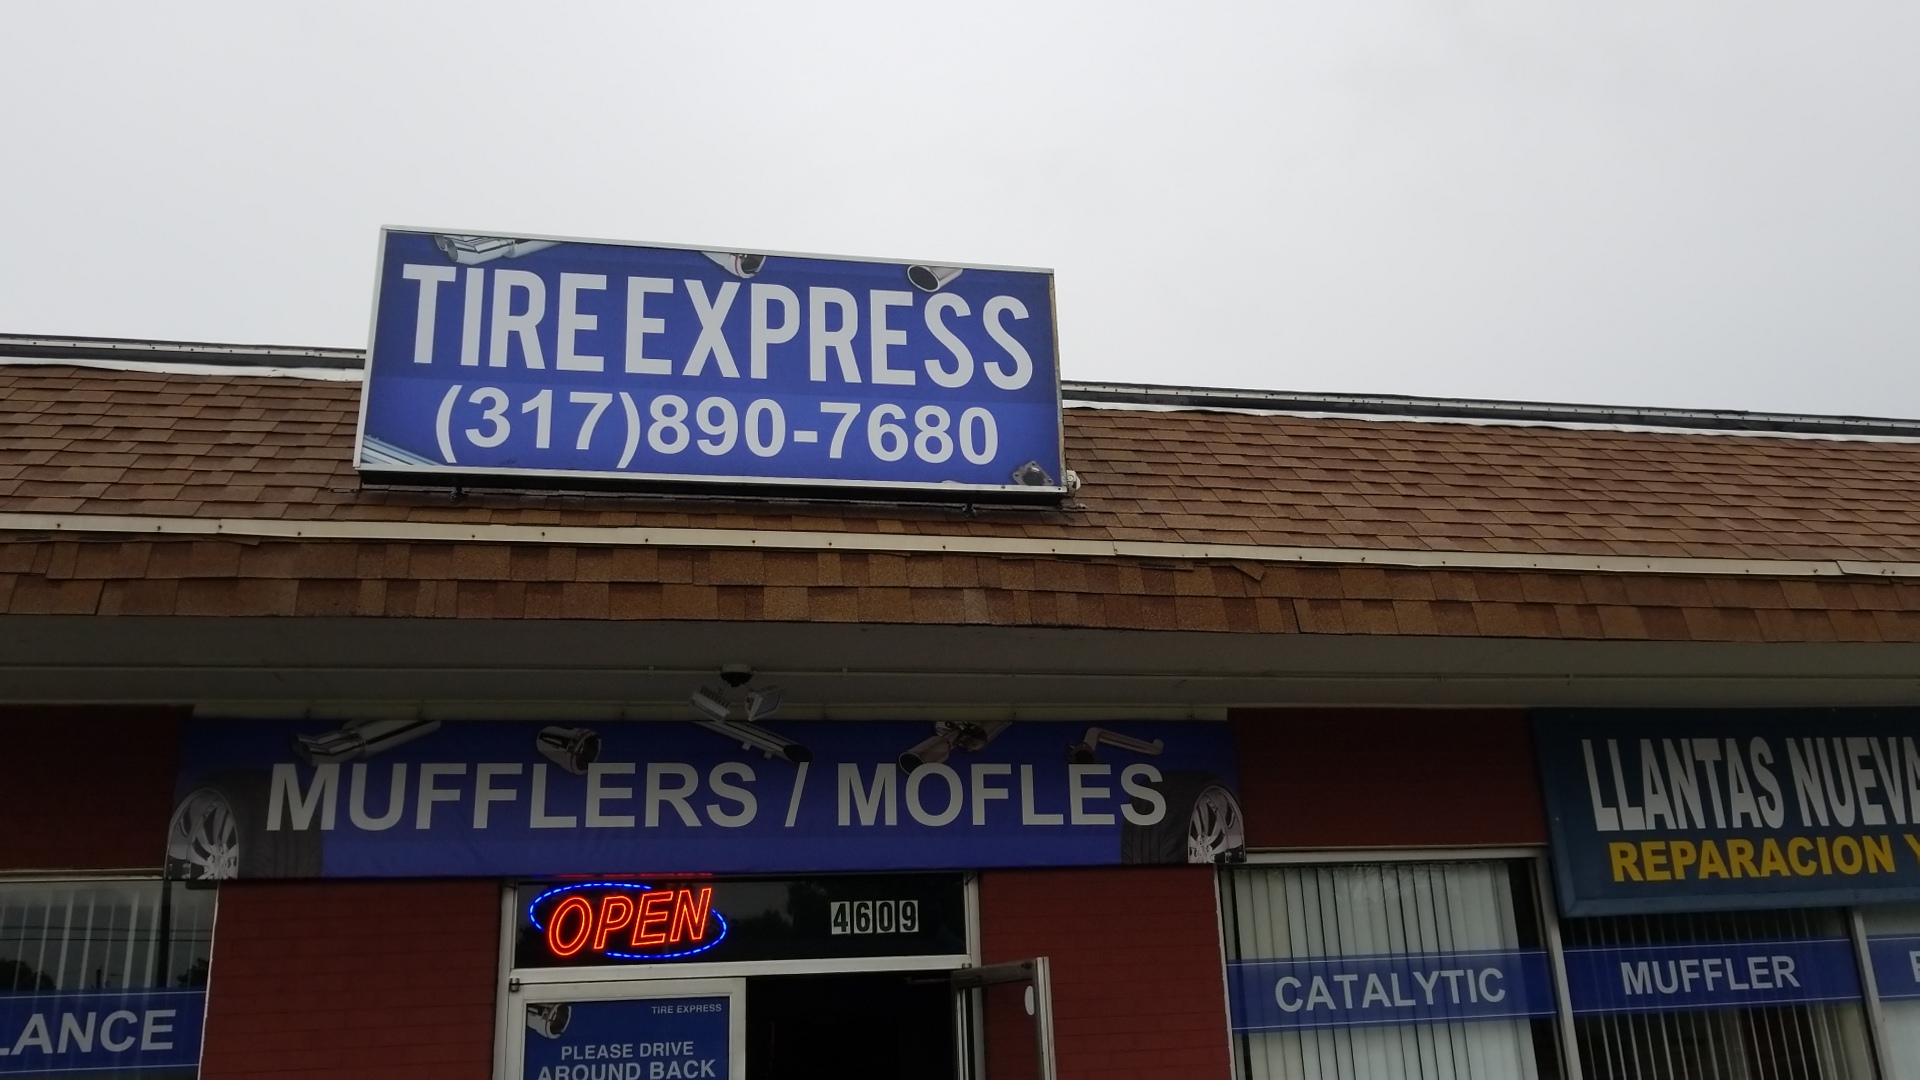 TIRE EXPRESS
(317)890-7680
MUFFLERS / MOFLES
LLANTAS NUEVA
REPARACION Y
OPEN
4609
CATALYTIC
MUFFLER
LANCE
TIRE EXPRESS
PLEASE DRIVE
AROUND BACK